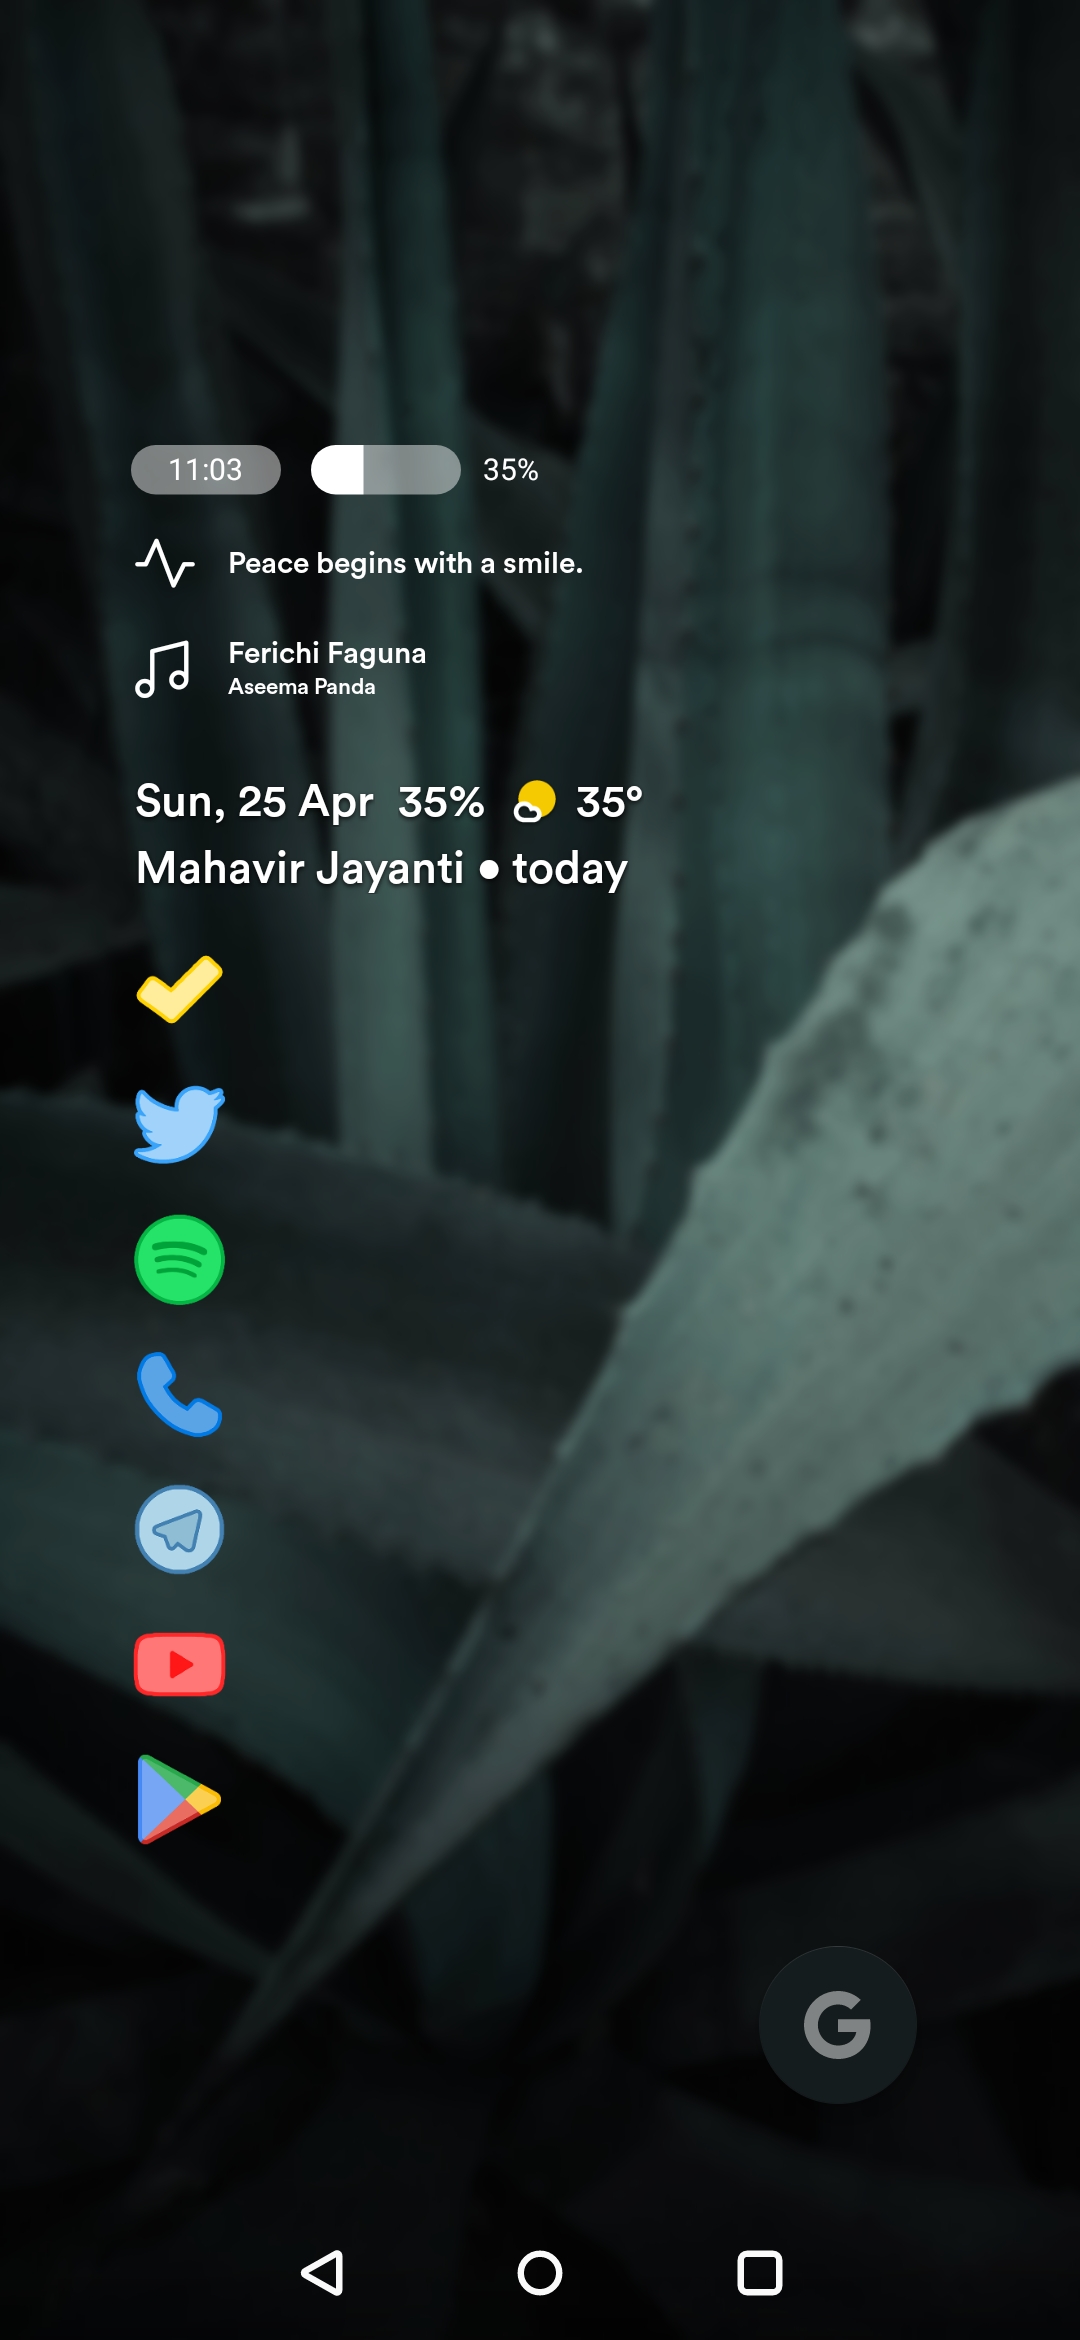 11:03 35%
Peace begins with a smile.
Ferichi Faguna
Aseema Panda
Sun, 25 Apr 35% 35°
Mahavir Jayanti ● today
G